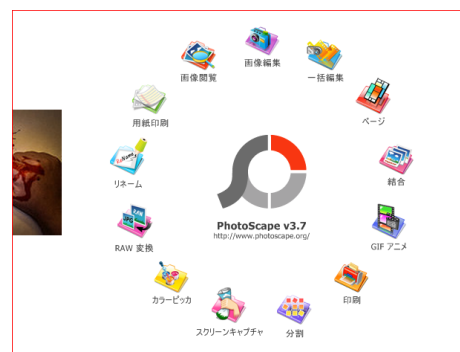 画像編集
画像閲覧
一括編集
用紙印刷
ページ
リネーム
結合
PhotoScape v3.7
http://www.photoscape.org/
RAW 変換
GIF アニメ
カラーピッカ
印刷
スクリーンキャプチャ
分割